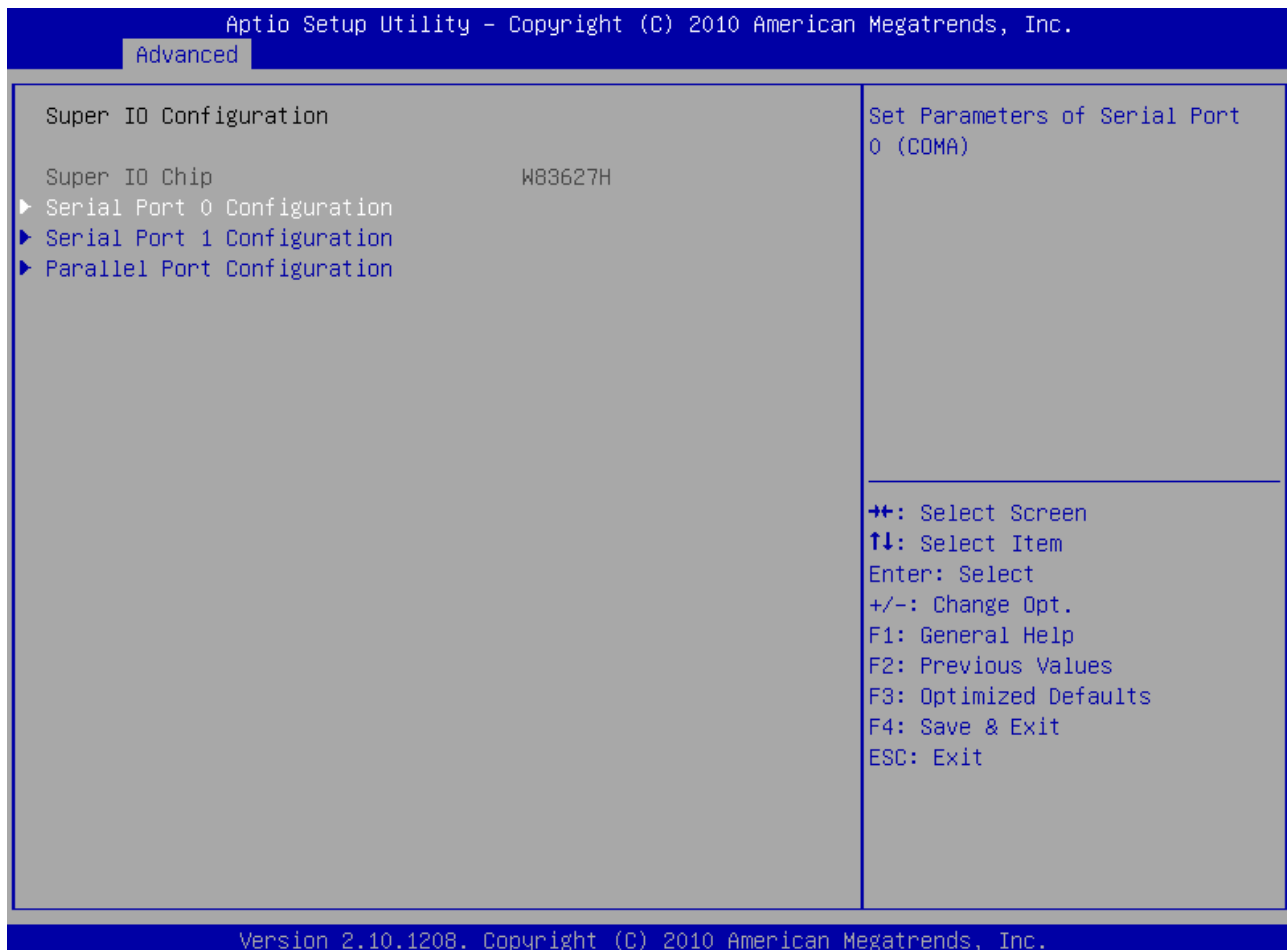 Aptio Setup Utility – Copyright (C) 2010 American Megatrends, Inc.
Advanced
Super IO Configuration
Super IO Chip W83627H
▶ Serial Port 0 Configuration
▶ Serial Port 1 Configuration
▶ Parallel Port Configuration
Set Parameters of Serial Port
0 (COMA)
→←: Select Screen
↑↓: Select Item
Enter: Select
+/-: Change Opt.
F1: General Help
F2: Previous Values
F3: Optimized Defaults
F4: Save & Exit
ESC: Exit
Version 2.10.1208. Copyright (C) 2010 American Megatrends, Inc.